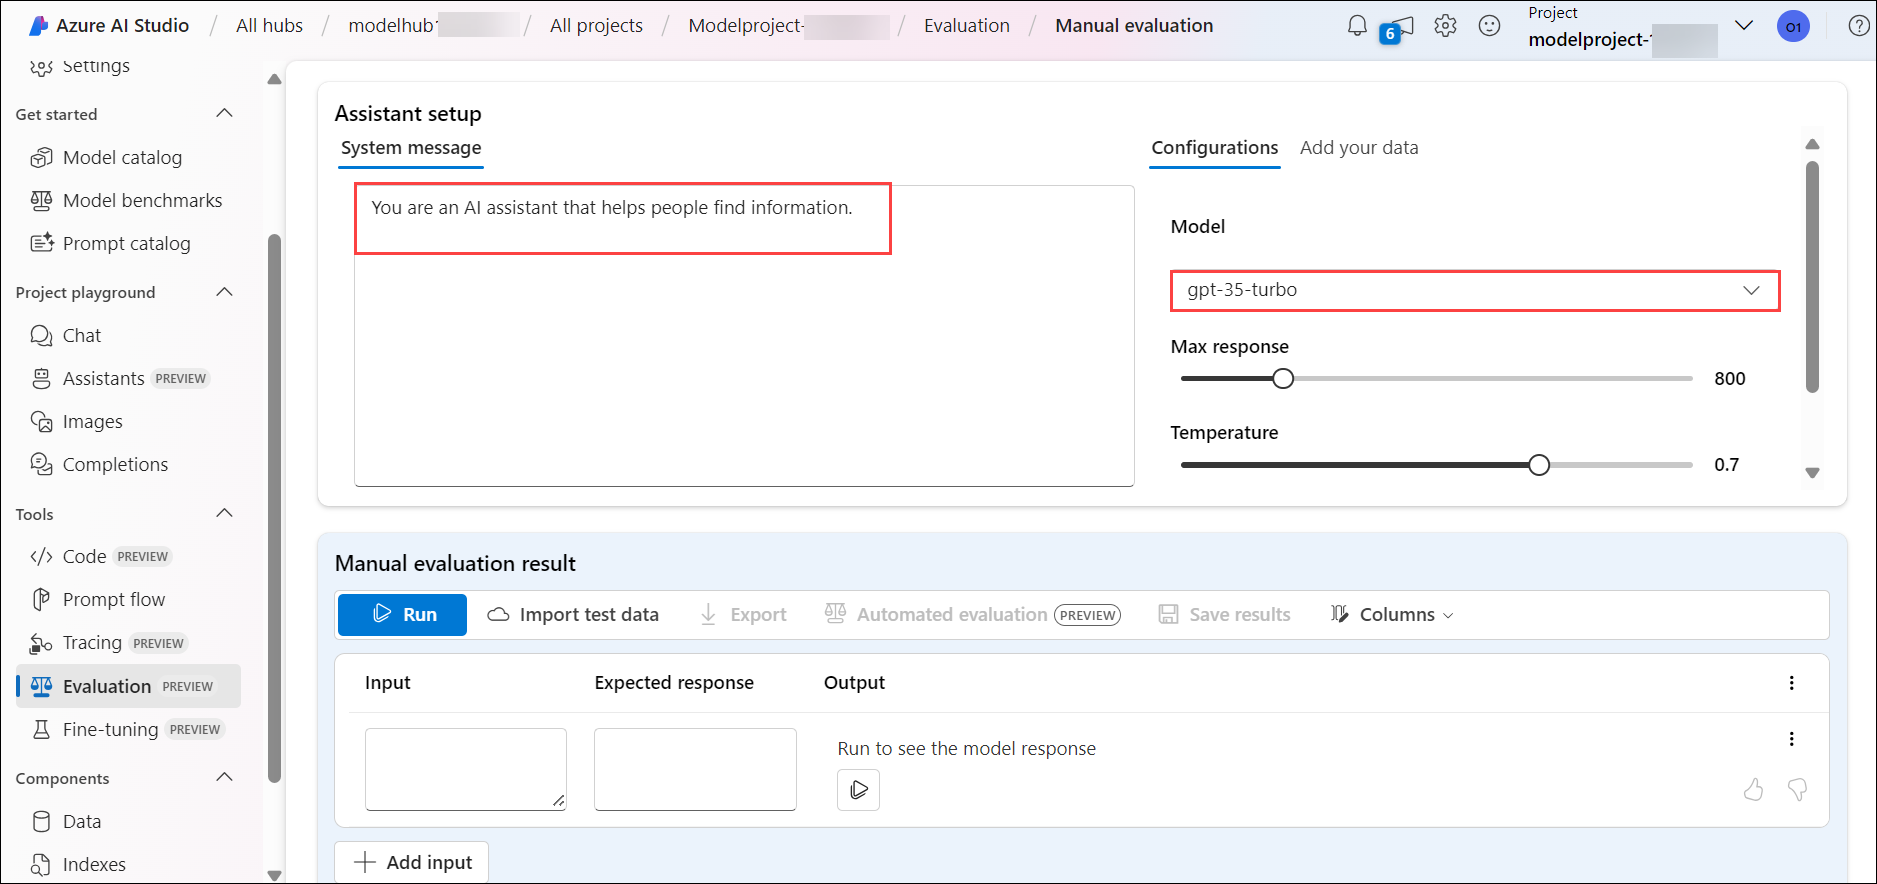 Azure AI Studio / All hubs / modelhub / All projects / Modelproject- / Evaluation / Manual evaluation
6
Project
modelproject-
O1
Settings
Get started
Model catalog
Model benchmarks
Prompt catalog
Project playground
Chat
Assistants PREVIEW
Images
Completions
Tools
Code PREVIEW
Prompt flow
Tracing PREVIEW
Evaluation PREVIEW
Fine-tuning PREVIEW
Components
Data
Indexes
Assistant setup
System message
You are an AI assistant that helps people find information.
Configurations Add your data
Model
gpt-35-turbo
Max response
800
Temperature
0.7
Manual evaluation result
Run Import test data Export Automated evaluation PREVIEW Save results Columns
Input Expected response Output
Run to see the model response
Add input